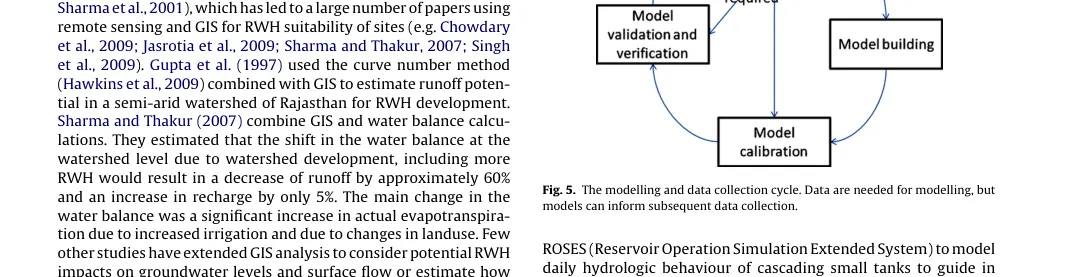 Sharma et al., 2001), which has led to a large number of papers using
remote sensing and GIS for RWH suitability of sites (e.g. Chowdary
et al., 2009; Jasrotia et al., 2009; Sharma and Thakur, 2007; Singh
et al., 2009). Gupta et al. (1997) used the curve number method
(Hawkins et al., 2009) combined with GIS to estimate runoff poten-
tial in a semi-arid watershed of Rajasthan for RWH development.
Sharma and Thakur (2007) combine GIS and water balance calcu-
lations. They estimated that the shift in the water balance at the
watershed level due to watershed development, including more
RWH would result in a decrease of runoff by approximately 60%
and an increase in recharge by only 5%. The main change in the
water balance was a significant increase in actual evapotranspira-
tion due to increased irrigation and due to changes in landuse. Few
other studies have extended GIS analysis to consider potential RWH
impacts on groundwater levels and surface flow or estimate how
required
Model
validation and
verification
Model building
Model
calibration
Fig. 5. The modelling and data collection cycle. Data are needed for modelling, but
models can inform subsequent data collection.
ROSES (Reservoir Operation Simulation Extended System) to model
daily hydrologic behaviour of cascading small tanks to guide in